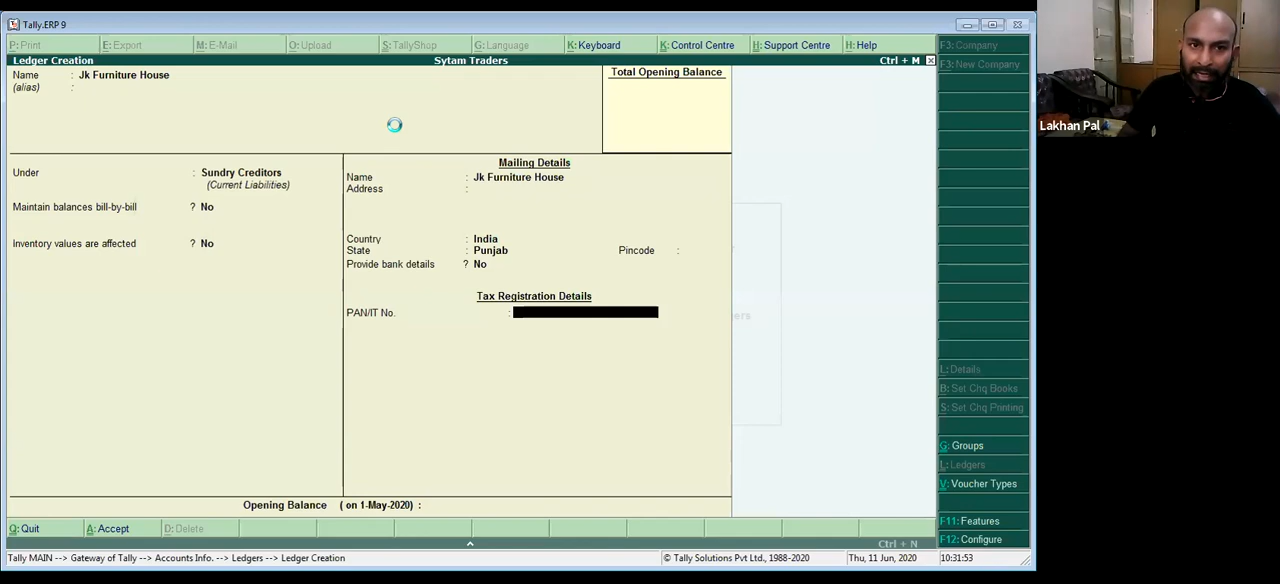 Tally.ERP 9
P: Print E: Export M: E-Mail O: Upload S: TallyShop G: Language K: Keyboard K: Control Centre H: Support Centre H: Help
F3: Company
F3: New Company
Ledger Creation Sytam Traders Ctrl + M
Name : Jk Furniture House
(alias) :
Total Opening Balance
Lakhan Pal
Under : Sundry Creditors
(Current Liabilities)
Maintain balances bill-by-bill ? No
Inventory values are affected ? No
Mailing Details
Name : Jk Furniture House
Address :
Country : India
State : Punjab Pincode :
Provide bank details ? No
Tax Registration Details
PAN/IT No. :
L: Details
B: Set Chq Books
S: Set Chq Printing
G: Groups
L: Ledgers
V: Voucher Types
F11: Features
F12: Configure
Opening Balance ( on 1-May-2020) :
Q: Quit A: Accept D: Delete
Ctrl + N
Tally MAIN --> Gateway of Tally --> Accounts Info. --> Ledgers --> Ledger Creation © Tally Solutions Pvt Ltd., 1988-2020 Thu, 11 Jun, 2020 10:31:53